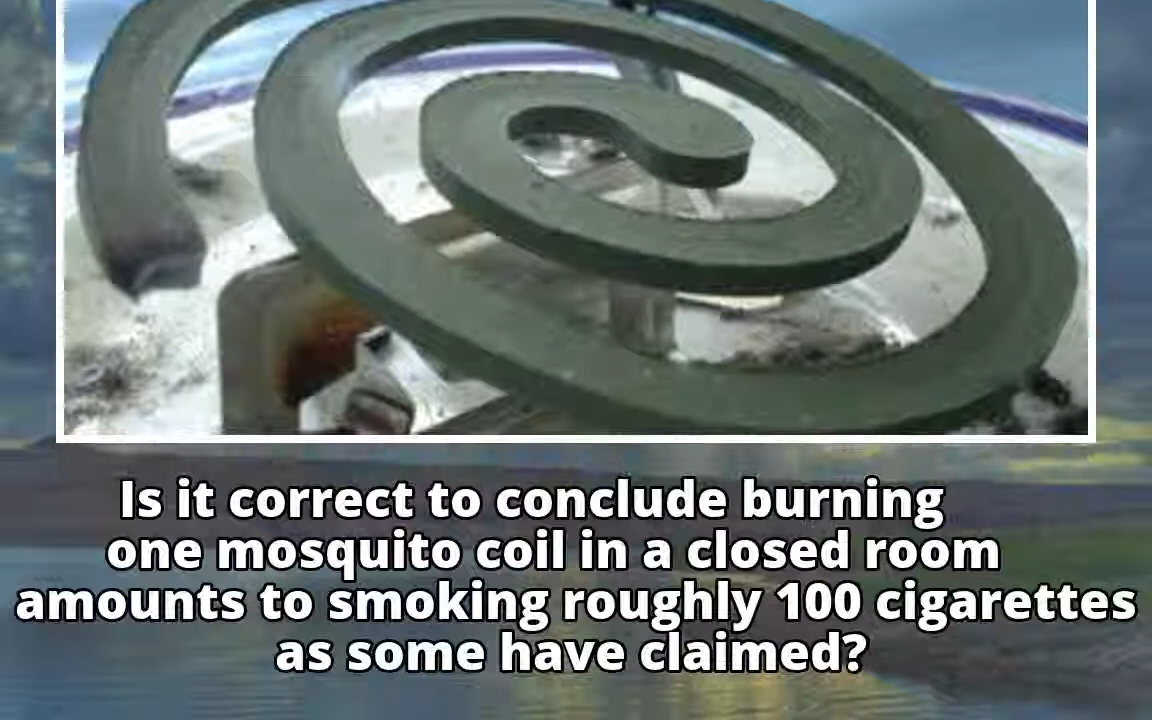 Is it correct to conclude burning
one mosquito coil in a closed room
amounts to smoking roughly 100 cigarettes
as some have claimed?